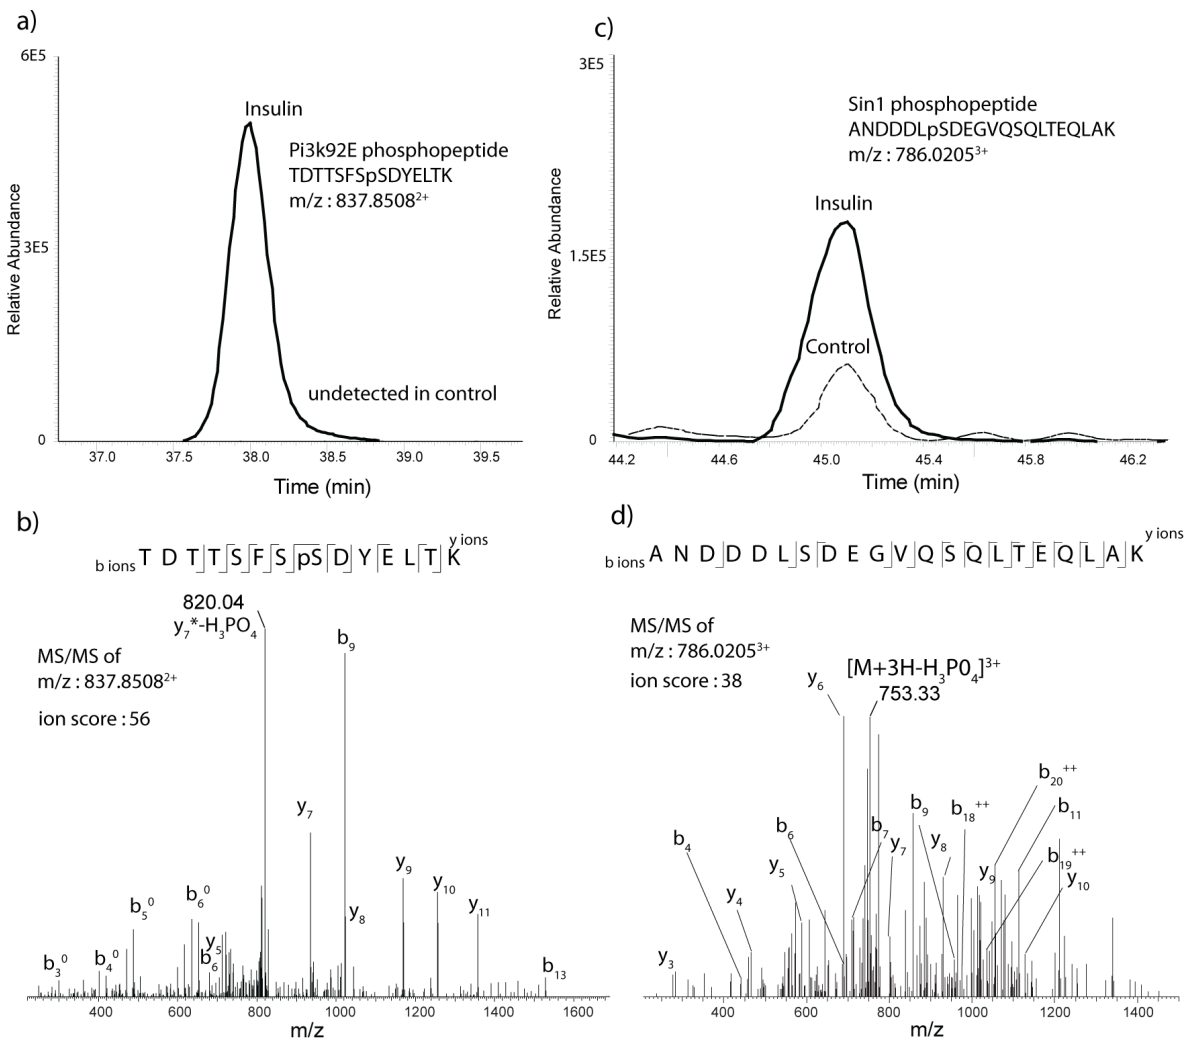 a)
6E5
Insulin
Pi3k92E phosphopeptide
TDTTSFSpSDYELTK
m/z : 837.8508²⁺
Relative Abundance
3E5
undetected in control
0
37.0 37.5 38.0 38.5 39.0 39.5
Time (min)
c)
3E5
Sin1 phosphopeptide
ANDDDLpSDEGVQSQLTEQLAK
m/z : 786.0205³⁺
Insulin
Relative Abundance
1.5E5
Control
0
44.2 44.6 45.0 45.4 45.8 46.2
Time (min)
b)
y ions
b ions T D T T S F S pS D Y E L T K
820.04
y₇*-H₃PO₄
b₉
MS/MS of
m/z : 837.8508²⁺
ion score : 56
y₇
y₉
y₁₀
b₆⁰
b₅⁰
y₈
y₁₁
y₅
b₃⁰
b₄⁰
b₆
b₁₃
400 600 800 1000 1200 1400 1600
m/z
d)
y ions
b ions A N D D D L S D E G V Q S Q L T E Q L A K
MS/MS of
m/z : 786.0205³⁺
ion score : 38
y₆
[M+3H-H₃P0₄]³⁺
753.33
b₂₀⁺⁺
b₉
b₁₈⁺⁺
b₁₁
b₄
b₆
b₇
y₇
y₈
b₁₉⁺⁺
y₅
y₉
y₁₀
y₄
y₃
400 600 800 1000 1200 1400
m/z